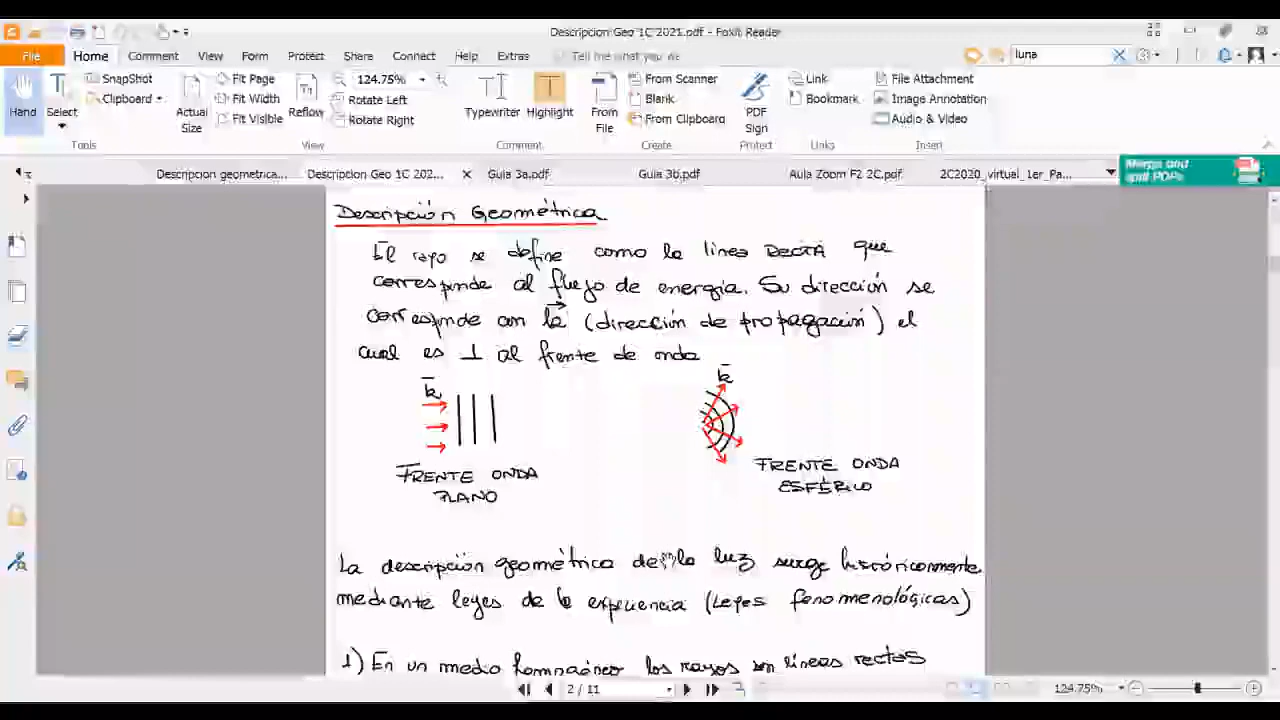 Descripcion Geo 1C 2021.pdf - Foxit Reader
File Home Comment View Form Protect Share Connect Help Extras Tell me what you want luna
Hand Select SnapShot Clipboard Actual Size Fit Page Fit Width Fit Visible Reflow 124.75% Rotate Left Rotate Right Typewriter Highlight From File From Scanner Blank From Clipboard PDF Sign Link Bookmark File Attachment Image Annotation Audio & Video
Tools View Comment Create Protect Links Insert
Descripcion geometrica... Descripcion Geo 1C 202... Guia 3a.pdf Guia 3b.pdf Aula Zoom F2 2C.pdf 2C2020_virtual_1er_Pa...
Descripción Geométrica
El rayo se define como la línea RECTA que
corresponde al flujo de energía. Su dirección se
corresponde con k (dirección de propagación) el
cual es ⊥ al frente de onda
k k
FRENTE ONDA
PLANO
FRENTE ONDA
ESFÉRICO
La descripción geométrica de la luz surge históricamente
mediante leyes de la experiencia (Leyes fenomenológicas)
1) En un medio homogéneo los rayos son líneas rectas
2 / 11 124.75%